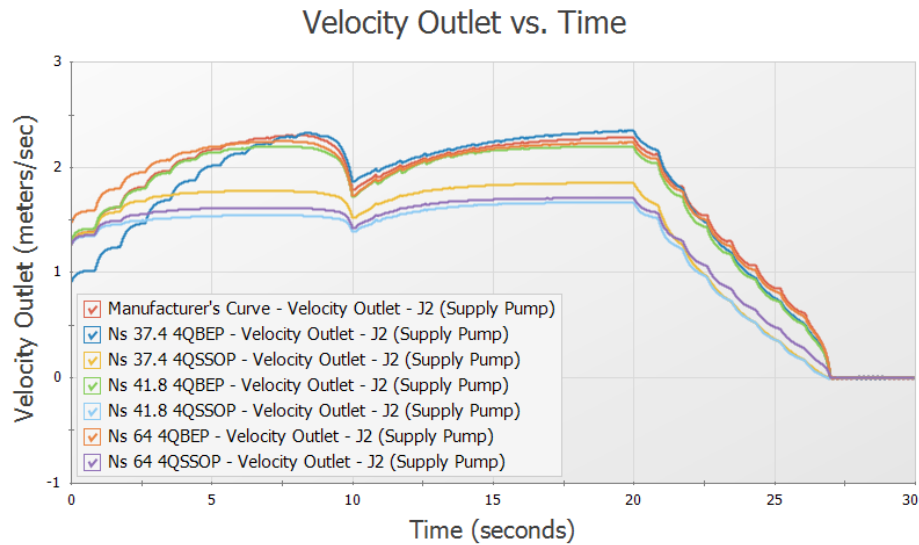 Velocity Outlet vs. Time
Velocity Outlet (meters/sec)
3
2
1
0
-1
Manufacturer's Curve - Velocity Outlet - J2 (Supply Pump)
Ns 37.4 4QBEP - Velocity Outlet - J2 (Supply Pump)
Ns 37.4 4QSSOP - Velocity Outlet - J2 (Supply Pump)
Ns 41.8 4QBEP - Velocity Outlet - J2 (Supply Pump)
Ns 41.8 4QSSOP - Velocity Outlet - J2 (Supply Pump)
Ns 64 4QBEP - Velocity Outlet - J2 (Supply Pump)
Ns 64 4QSSOP - Velocity Outlet - J2 (Supply Pump)
0 5 10 15 20 25 30
Time (seconds)